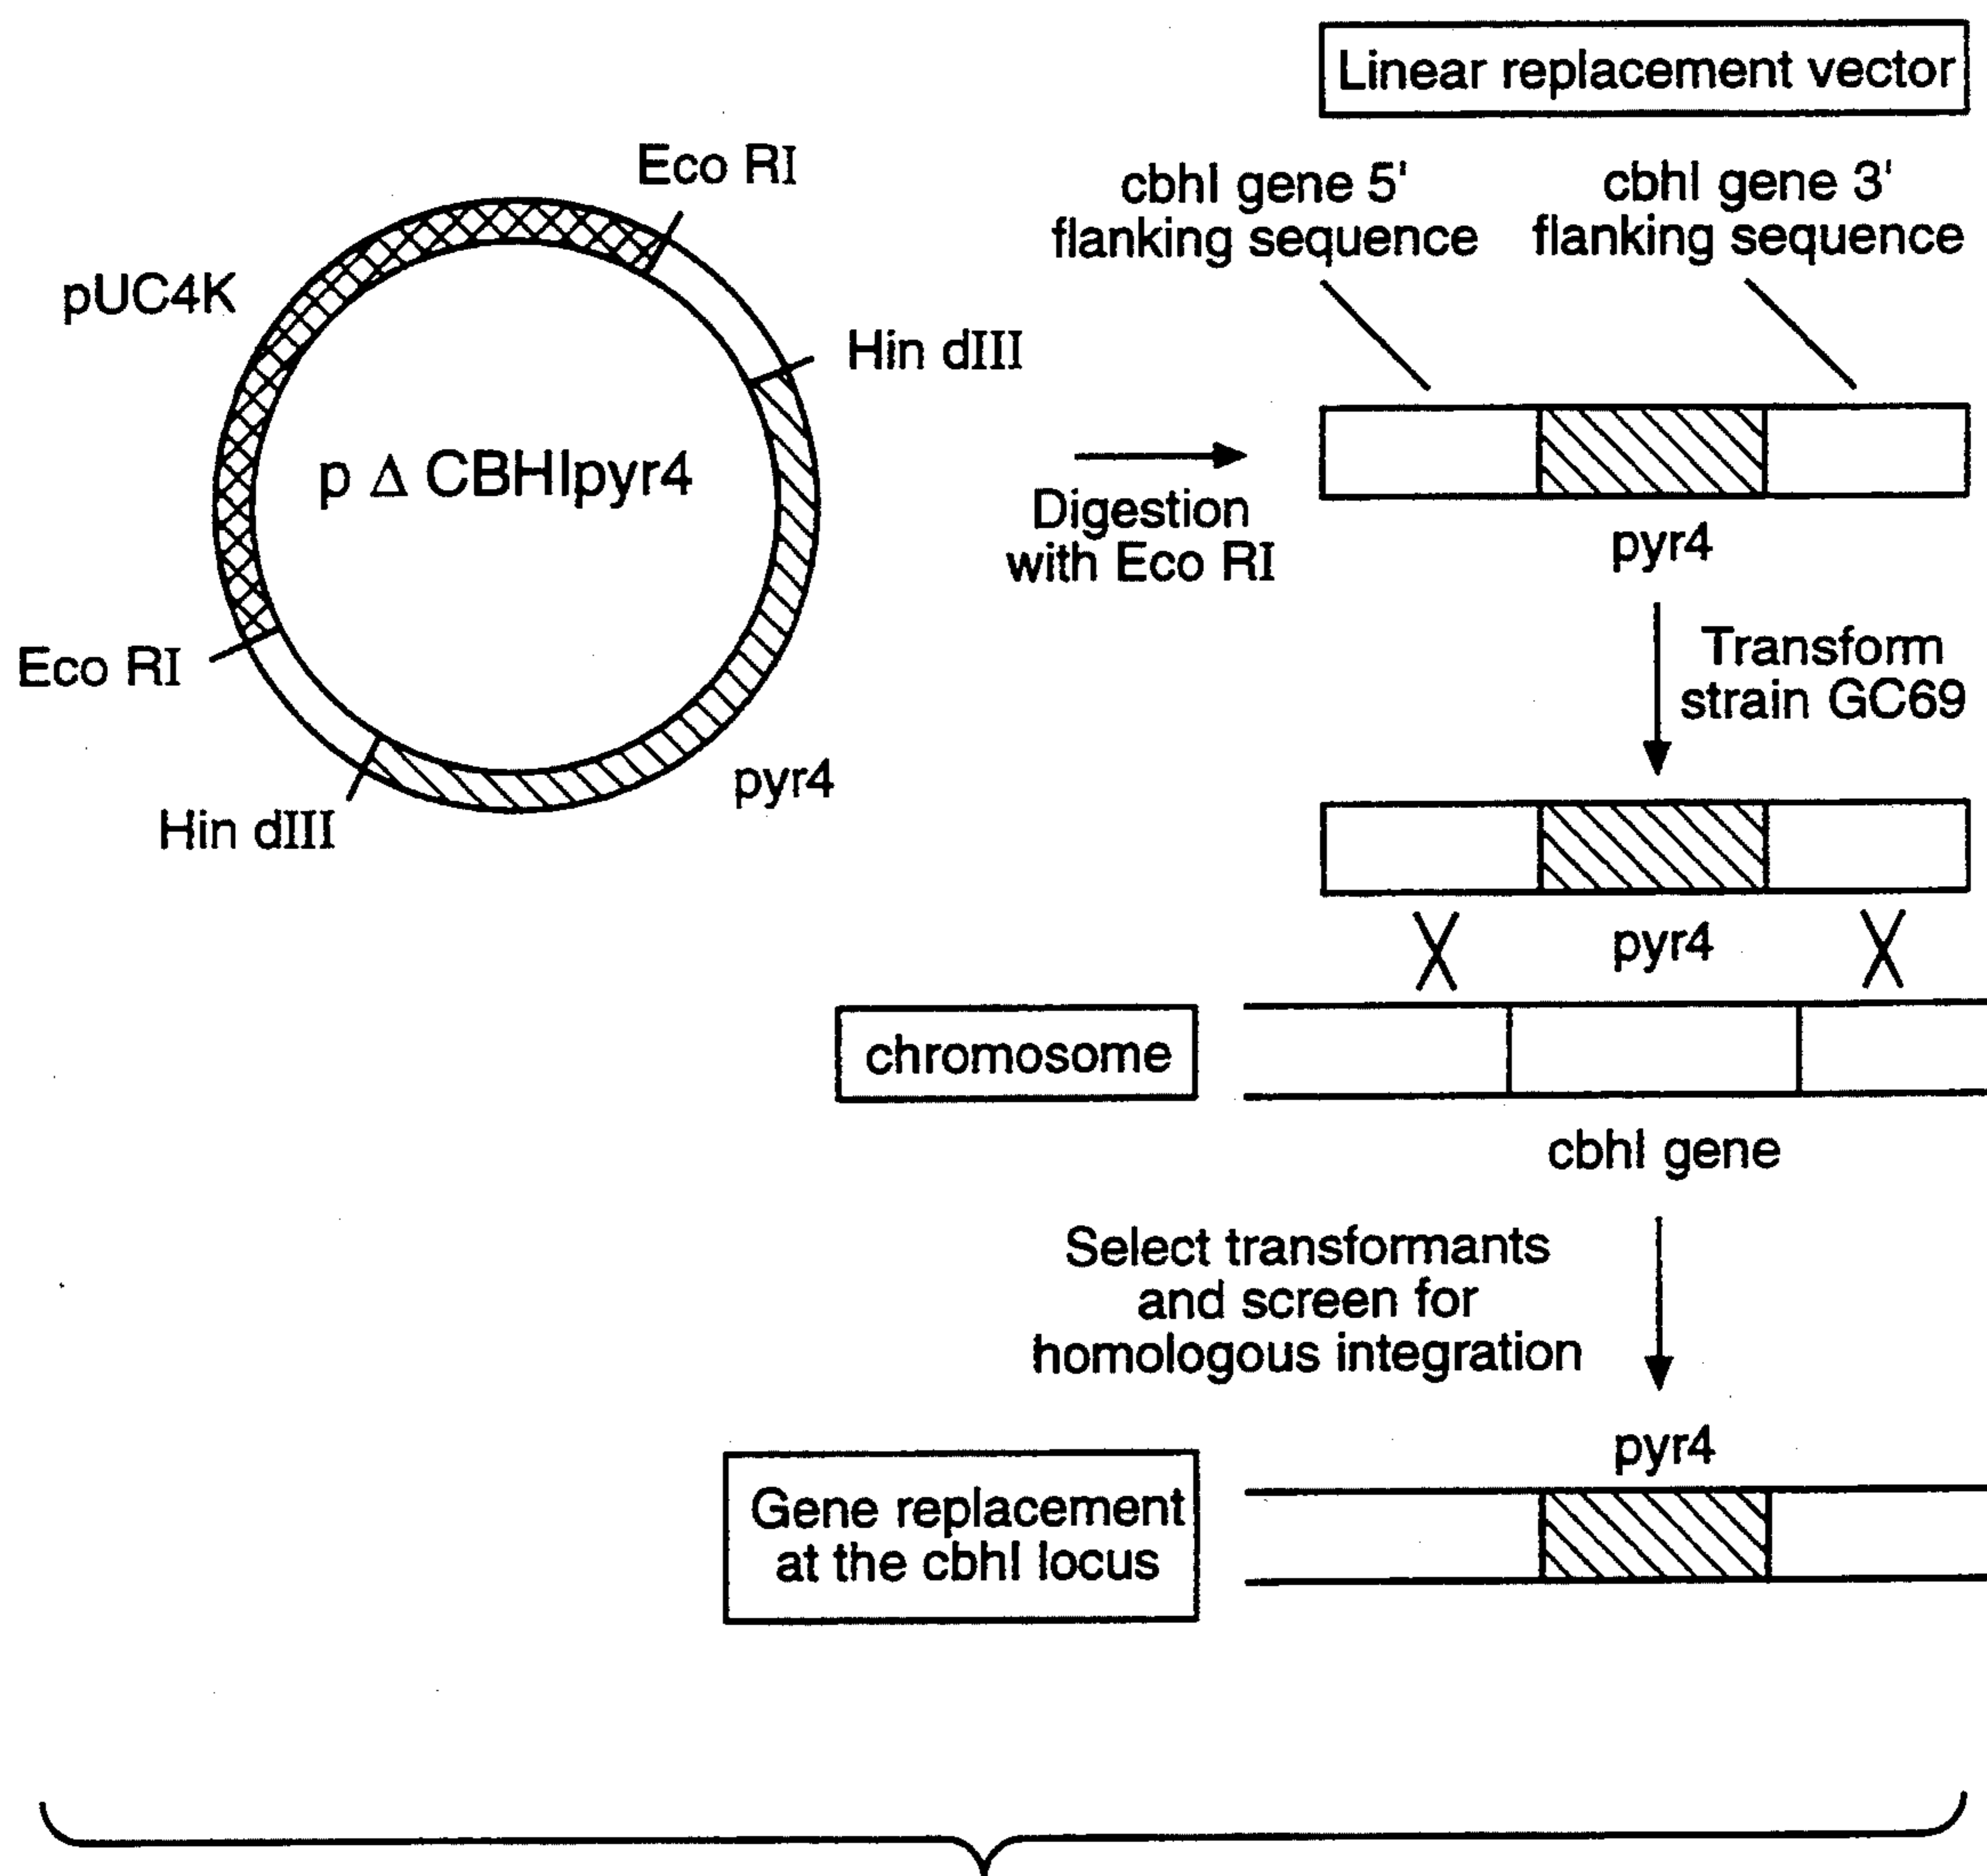 Linear replacement vector
cbhI gene 5'
flanking sequence
cbhI gene 3'
flanking sequence
Eco RI
pUC4K
Hin dIII
p Δ CBHIpyr4
Digestion
with Eco RI
pyr4
Eco RI
Transform
strain GC69
pyr4
Hin dIII
pyr4
chromosome
cbhI gene
Select transformants
and screen for
homologous integration
pyr4
Gene replacement
at the cbhI locus